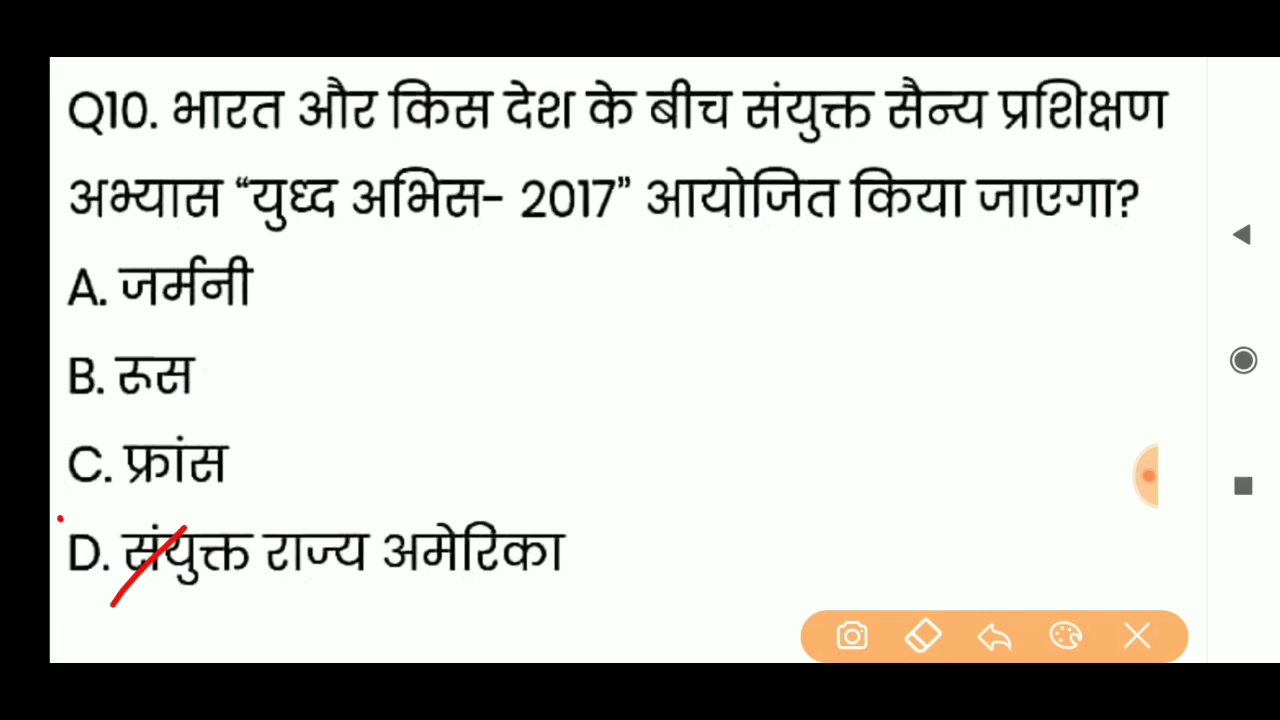 Q10. भारत और किस देश के बीच संयुक्त सैन्य प्रशिक्षण
अभ्यास “युध्द अभिस- 2017” आयोजित किया जाएगा?
A. जर्मनी
B. रूस
C. फ्रांस
D. संयुक्त राज्य अमेरिका